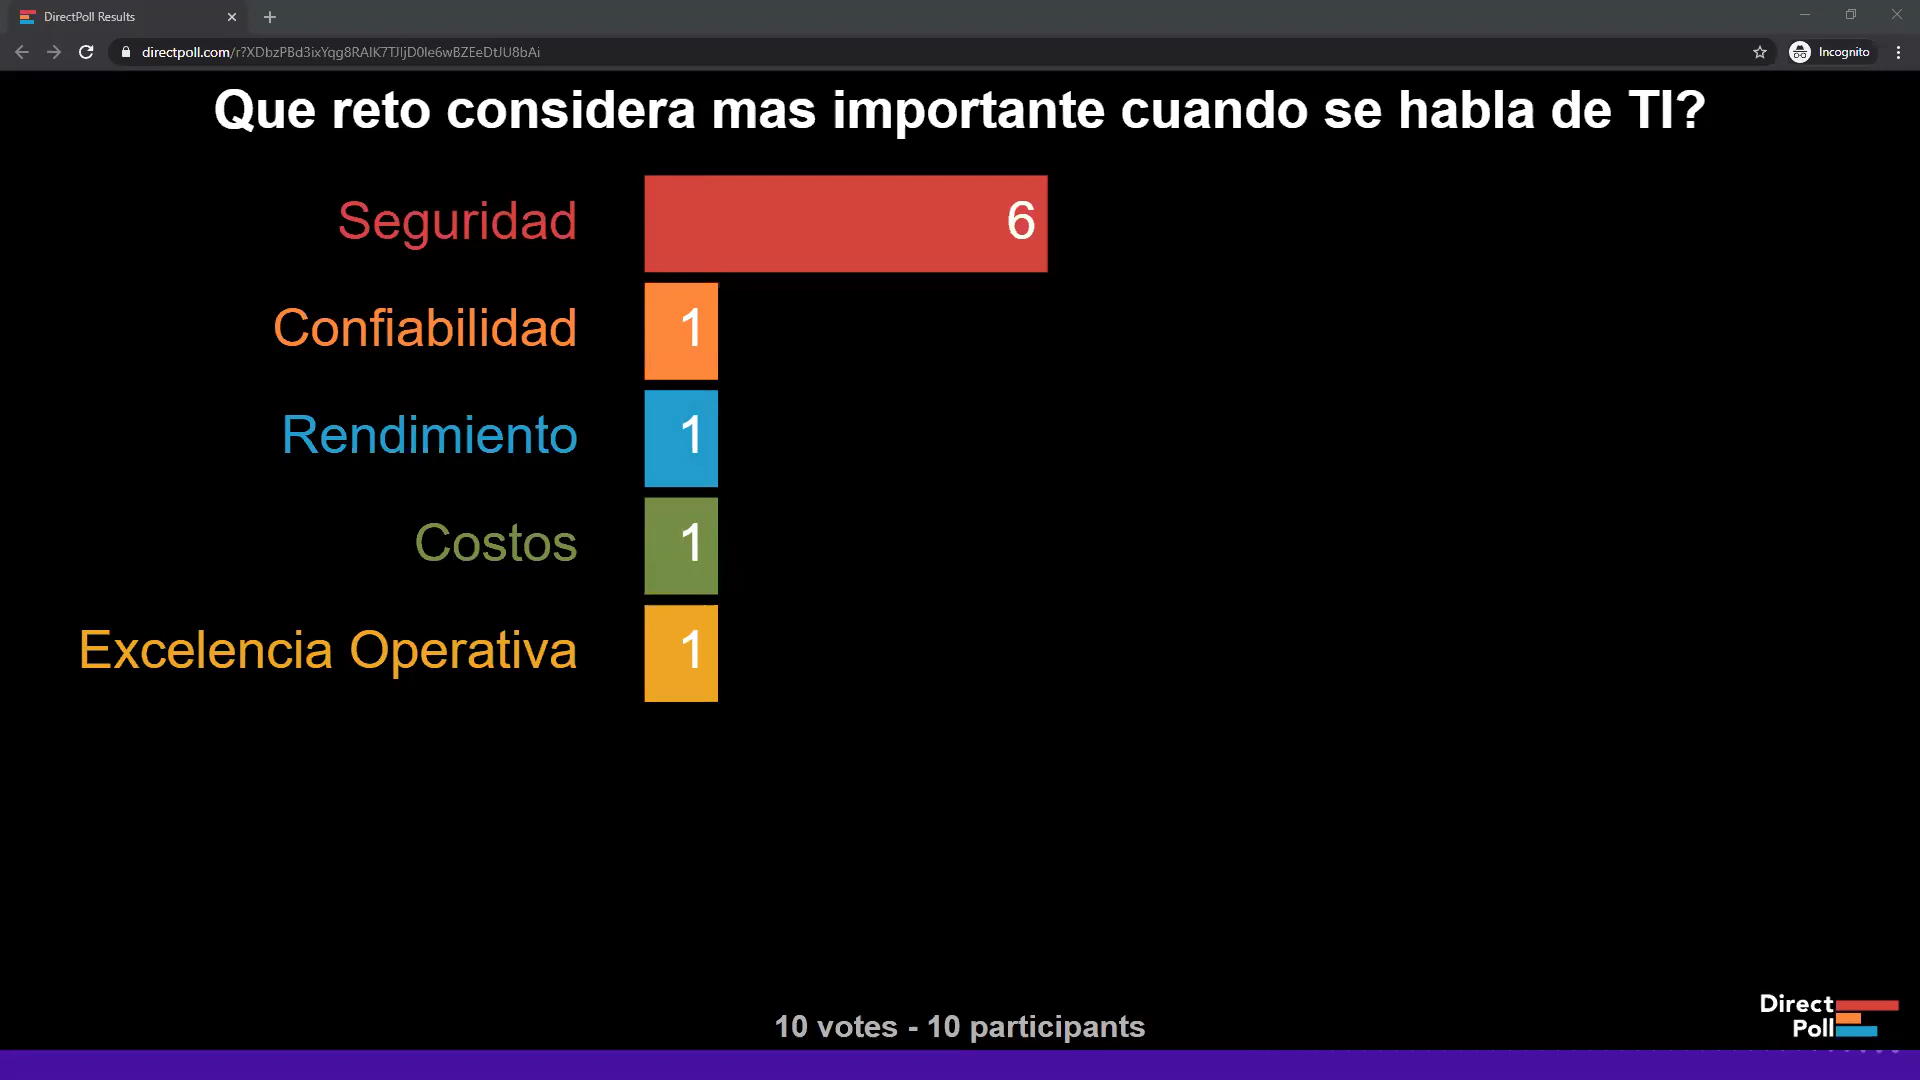 DirectPoll Results
directpoll.com/r?XDbzPBd3ixYqg8RAlK7TJljD0le6wBZEeDtJU8bAi
Incognito
Que reto considera mas importante cuando se habla de TI?
Seguridad 6
Confiabilidad 1
Rendimiento 1
Costos 1
Excelencia Operativa 1
10 votes - 10 participants
Direct
Poll